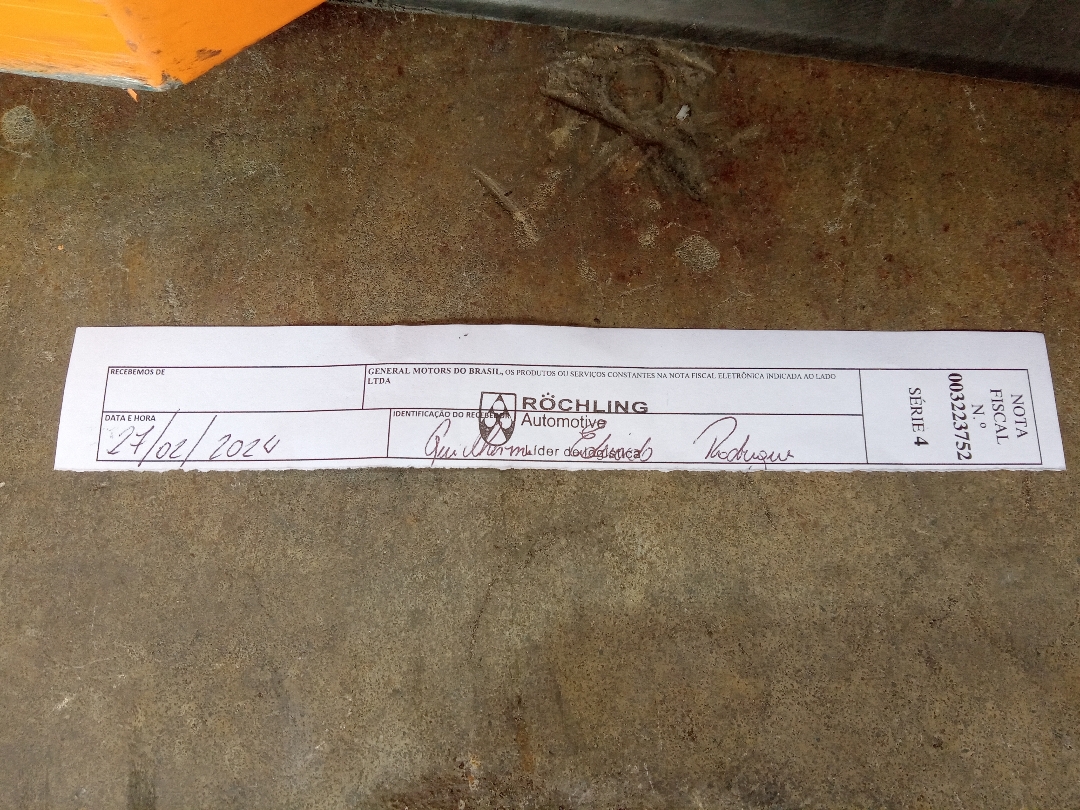 RECEBEMOS DE
GENERAL MOTORS DO BRASIL, OS PRODUTOS OU SERVIÇOS CONSTANTES NA NOTA FISCAL ELETRÔNICA INDICADA AO LADO
LTDA
DATA E HORA
27/02/2024
IDENTIFICAÇÃO DO RECEBEDOR
RÖCHLING
Automotive
Líder de Logística
Guilherme Rodrigues
NOTA
FISCAL
N.º
003223752
SÉRIE 4